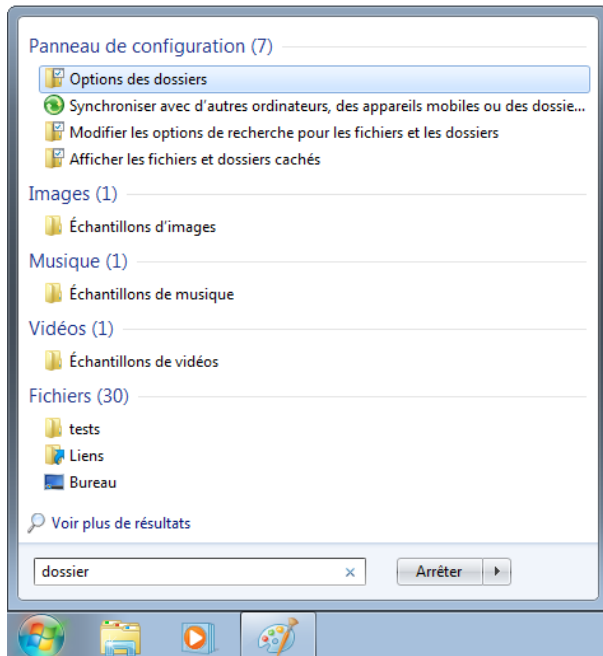 Panneau de configuration (7)
Options des dossiers
Synchroniser avec d'autres ordinateurs, des appareils mobiles ou des dossie...
Modifier les options de recherche pour les fichiers et les dossiers
Afficher les fichiers et dossiers cachés
Images (1)
Échantillons d'images
Musique (1)
Échantillons de musique
Vidéos (1)
Échantillons de vidéos
Fichiers (30)
tests
Liens
Bureau
Voir plus de résultats
dossier
Arrêter